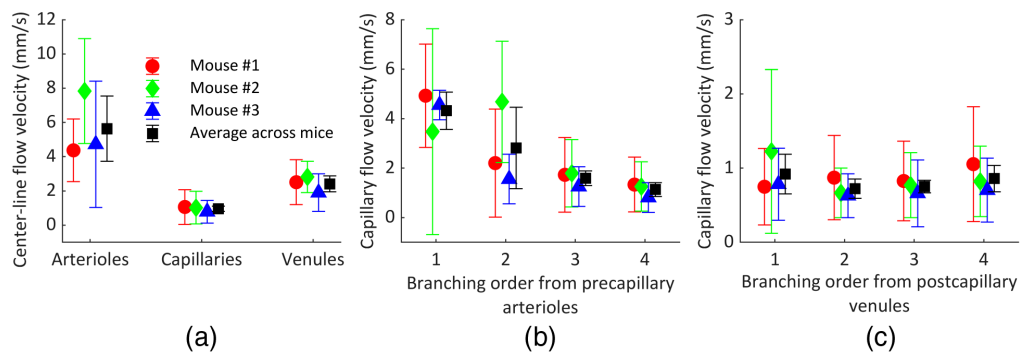 Center-line flow velocity (mm/s)
12
10
8
6
4
2
0
Arterioles Capillaries Venules
Mouse #1
Mouse #2
Mouse #3
Average across mice
(a)
Capillary flow velocity (mm/s)
8
6
4
2
0
1 2 3 4
Branching order from precapillary
arterioles
(b)
Capillary flow velocity (mm/s)
3
2
1
0
1 2 3 4
Branching order from postcapillary
venules
(c)